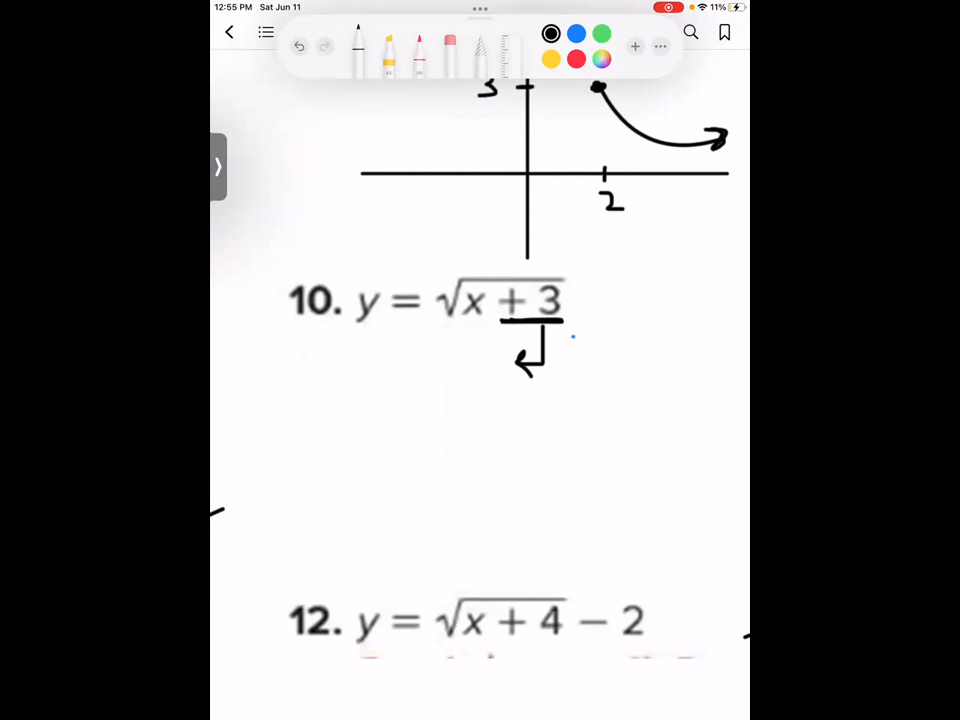 12:55 PM Sat Jun 11
11%
3
2
10. y = √x + 3
12. y = √x + 4 − 2